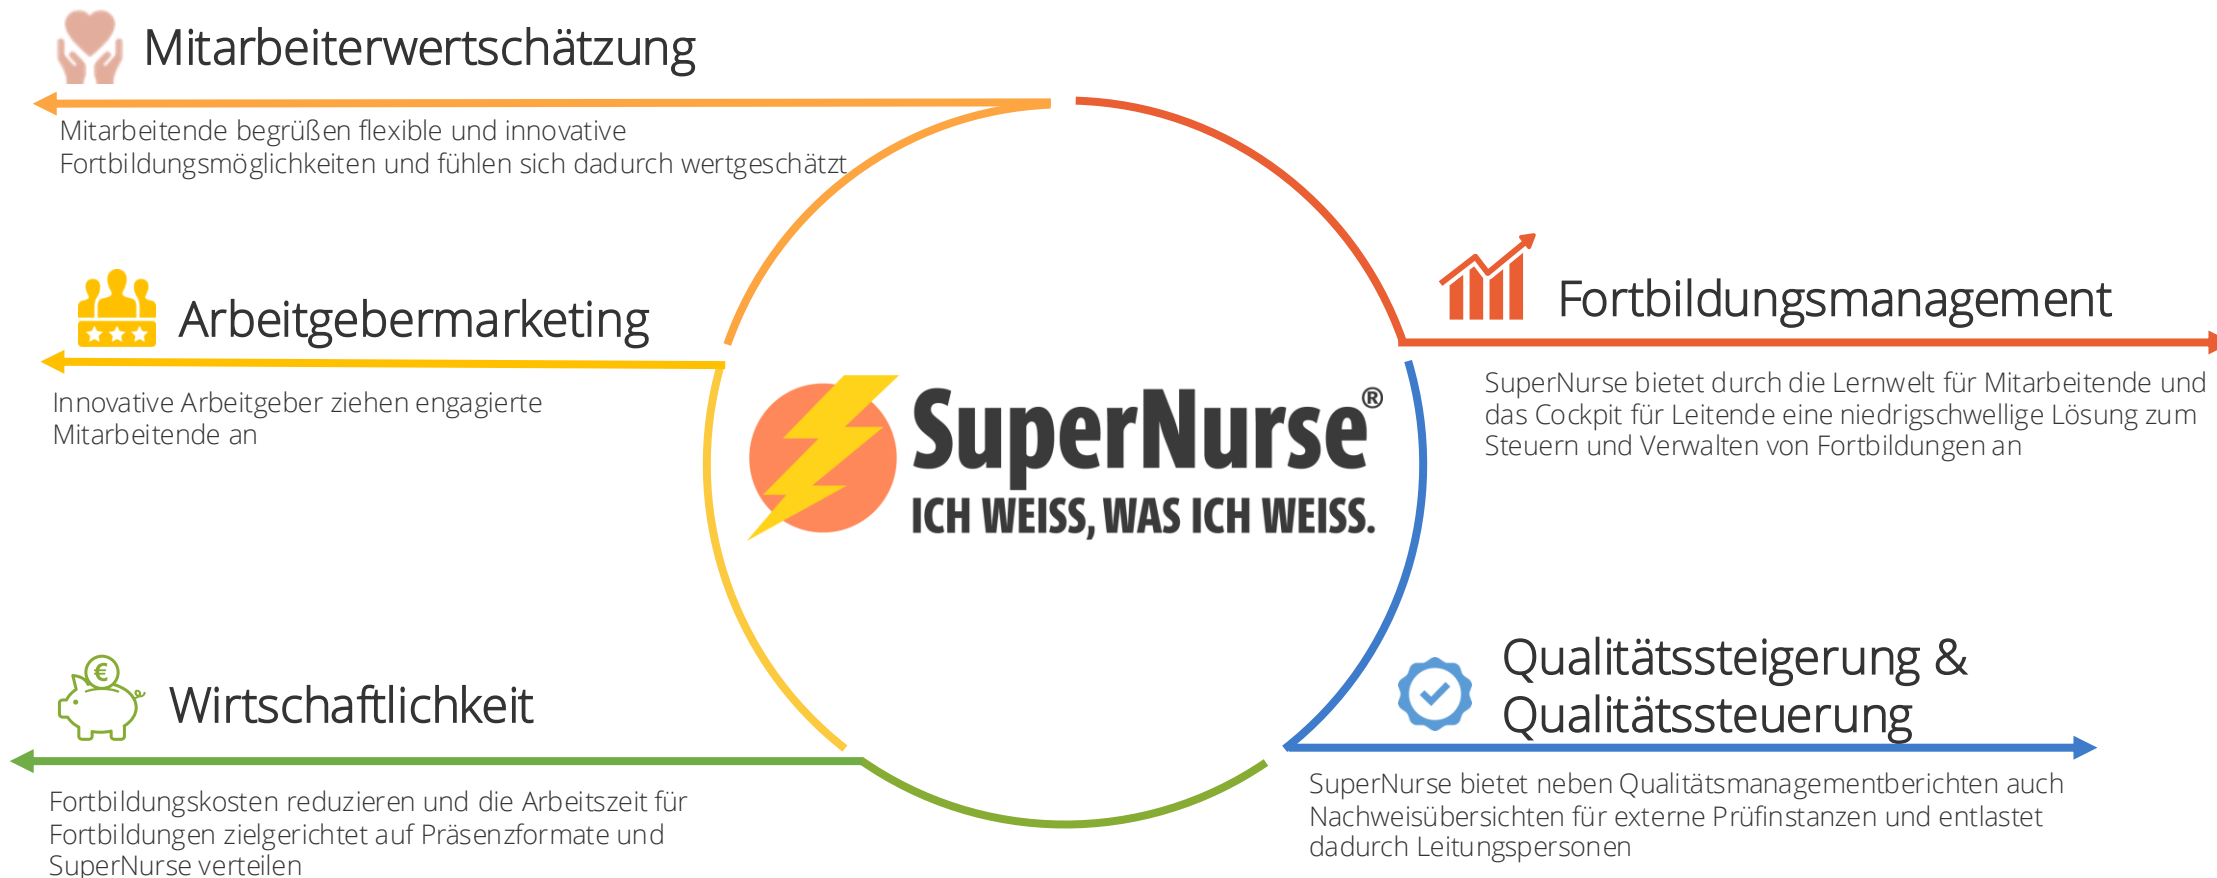 Mitarbeiterwertschätzung
Mitarbeitende begrüßen flexible und innovative
Fortbildungsmöglichkeiten und fühlen sich dadurch wertgeschätzt
Arbeitgebermarketing
Innovative Arbeitgeber ziehen engagierte
Mitarbeitende an
Wirtschaftlichkeit
€
Fortbildungskosten reduzieren und die Arbeitszeit für
Fortbildungen zielgerichtet auf Präsenzformate und
SuperNurse verteilen
SuperNurse®
ICH WEISS, WAS ICH WEISS.
Fortbildungsmanagement
SuperNurse bietet durch die Lernwelt für Mitarbeitende und
das Cockpit für Leitende eine niedrigschwellige Lösung zum
Steuern und Verwalten von Fortbildungen an
Qualitätssteigerung &
Qualitätssteuerung
SuperNurse bietet neben Qualitätsmanagementberichten auch
Nachweisübersichten für externe Prüfinstanzen und entlastet
dadurch Leitungspersonen